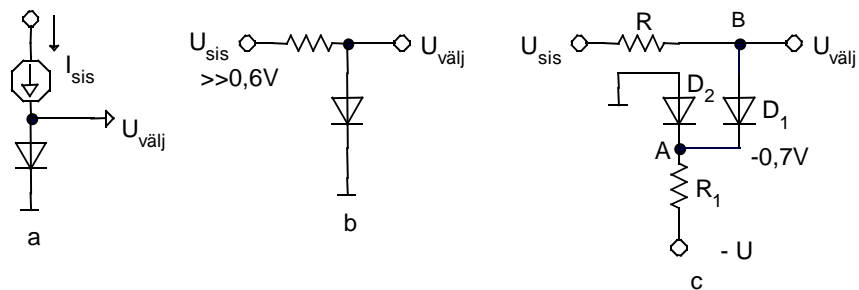 I sis
U välj
a
U sis
>>0,6V
U välj
b
R
B
U sis
U välj
D 2
D 1
A
-0,7V
R 1
- U
c